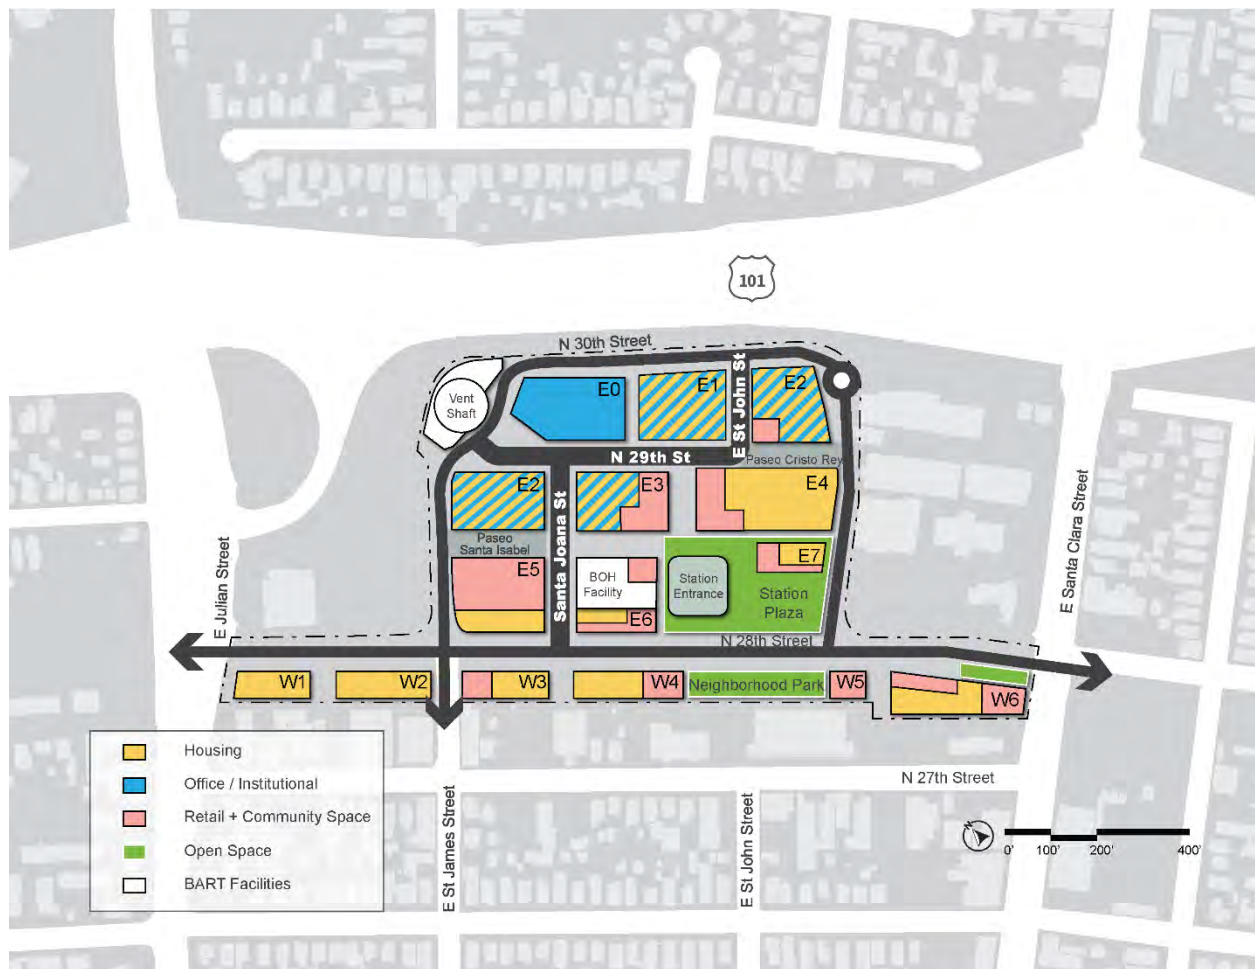 101
N 30th Street
Vent
Shaft
E0
E1
E St John St
E2
N 29th St
Paseo Cristo Rey
E2
Santa Joana St
E3
E4
Paseo
Santa Isabel
E5
BOH
Facility
E6
Station
Entrance
E7
Station
Plaza
N 28th Street
E Julian Street
E Santa Clara Street
W1
W2
W3
W4
Neighborhood Park
W5
W6
N 27th Street
E St James Street
E St John Street
Housing
Office / Institutional
Retail + Community Space
Open Space
BART Facilities
N
0'
100'
200'
400'